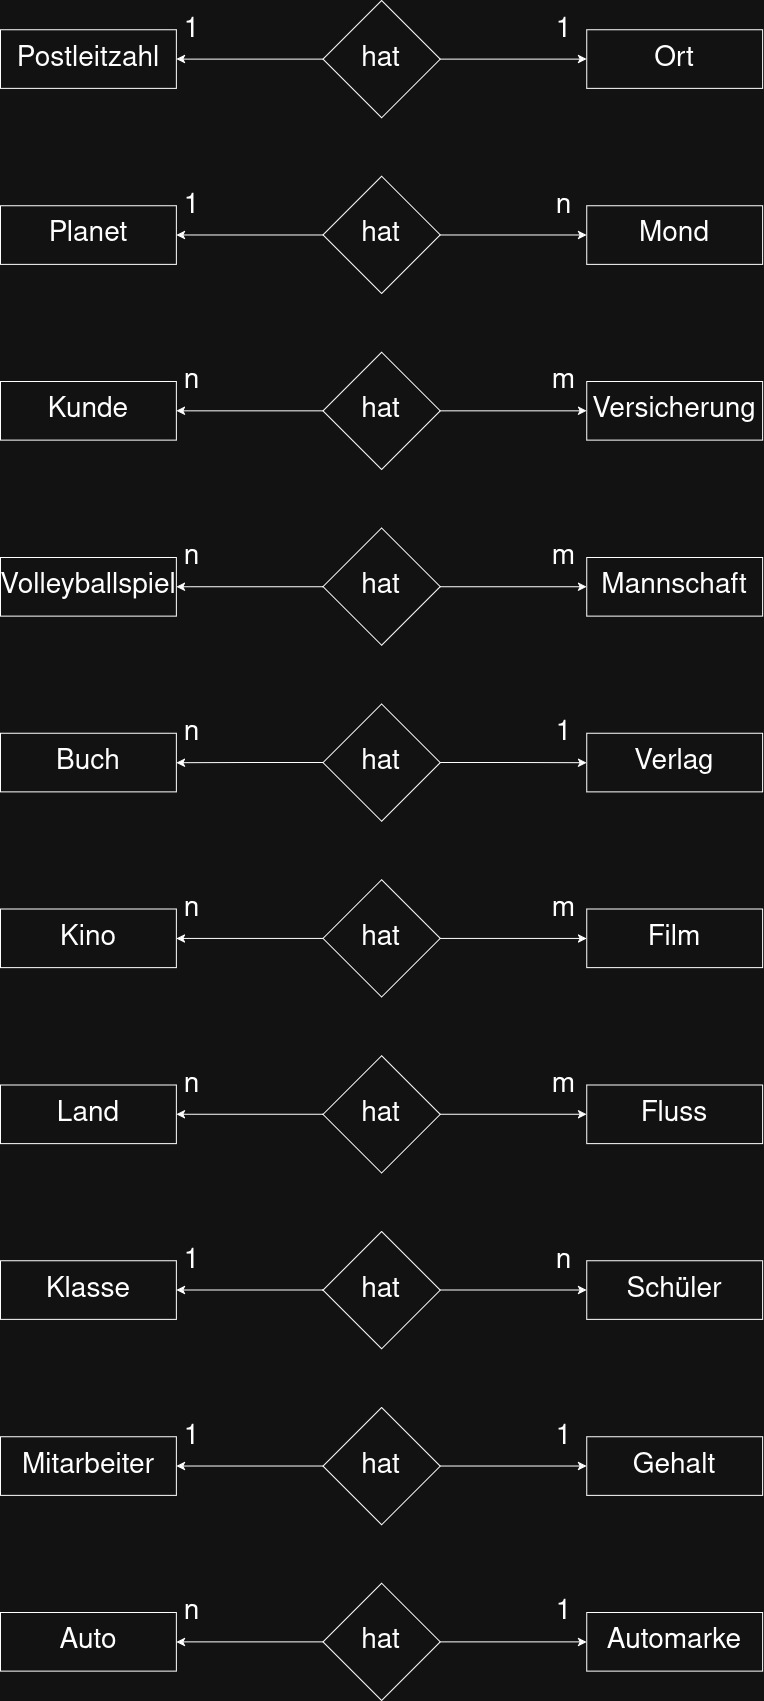 1 1
Postleitzahl hat Ort
1 n
Planet hat Mond
n m
Kunde hat Versicherung
n m
Volleyballspiel hat Mannschaft
n 1
Buch hat Verlag
n m
Kino hat Film
n m
Land hat Fluss
1 n
Klasse hat Schüler
1 1
Mitarbeiter hat Gehalt
n 1
Auto hat Automarke